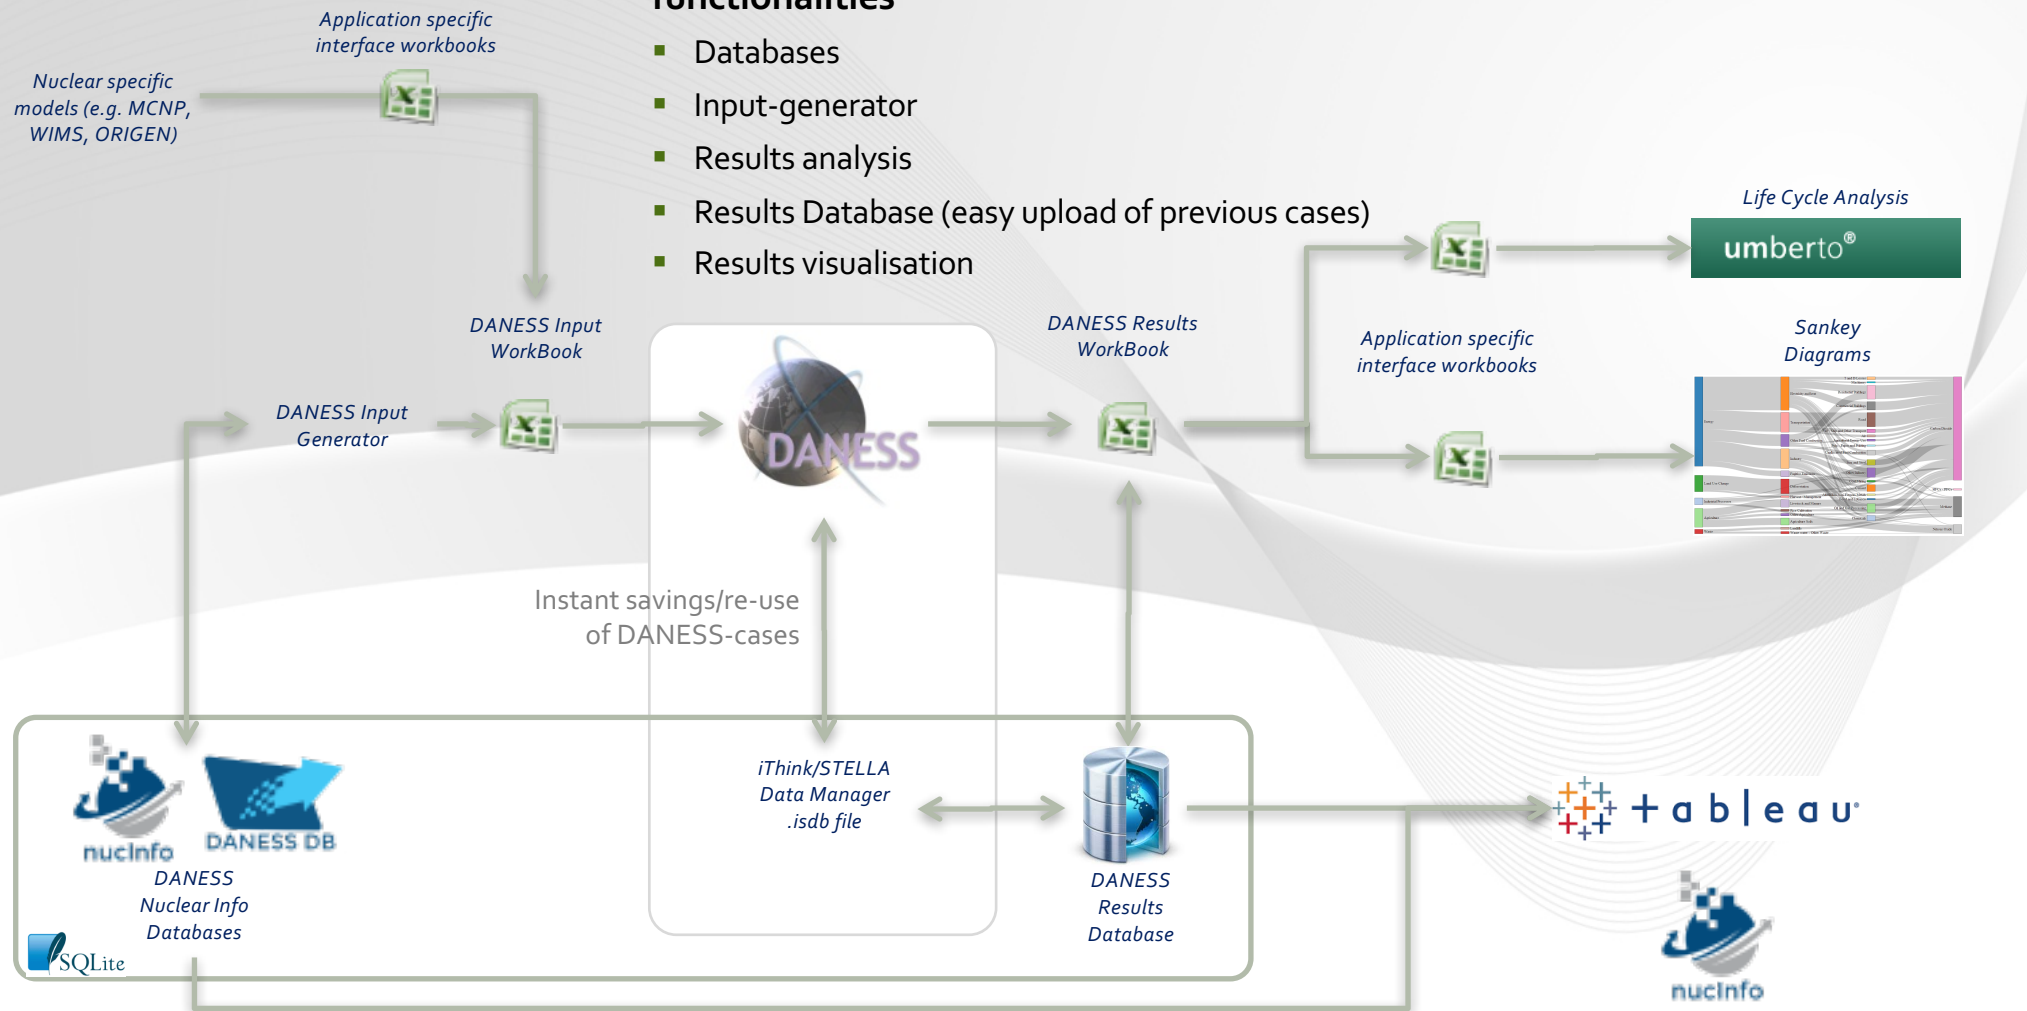 functionalities
Application specific
interface workbooks
Nuclear specific
models (e.g. MCNP,
WIMS, ORIGEN)
▪ Databases
▪ Input-generator
▪ Results analysis
▪ Results Database (easy upload of previous cases)
▪ Results visualisation
Life Cycle Analysis
umberto®
DANESS Input
WorkBook
DANESS Results
WorkBook
Application specific
interface workbooks
Sankey
Diagrams
DANESS Input
Generator
DANESS
Instant savings/re-use
of DANESS-cases
nucInfo
DANESS DB
DANESS
Nuclear Info
Databases
SQLite
iThink/STELLA
Data Manager
.isdb file
DANESS
Results
Database
+ableau
nucInfo